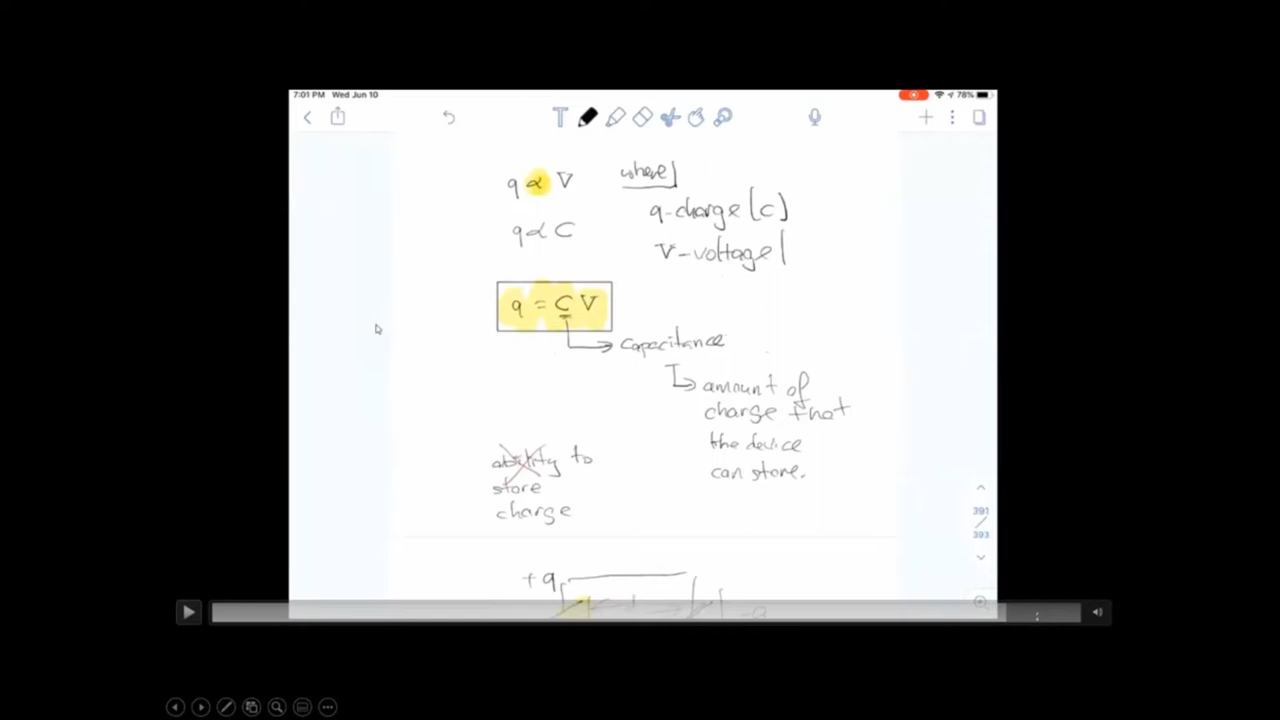 7:01 PM Wed Jun 10
78%
T
q ∝ V
where
q-charge (C)
q ∝ C
V-voltage
q = C V
capacitance
amount of
charge that
the device
can store.
ability to
store
charge
391
393
+q
-q